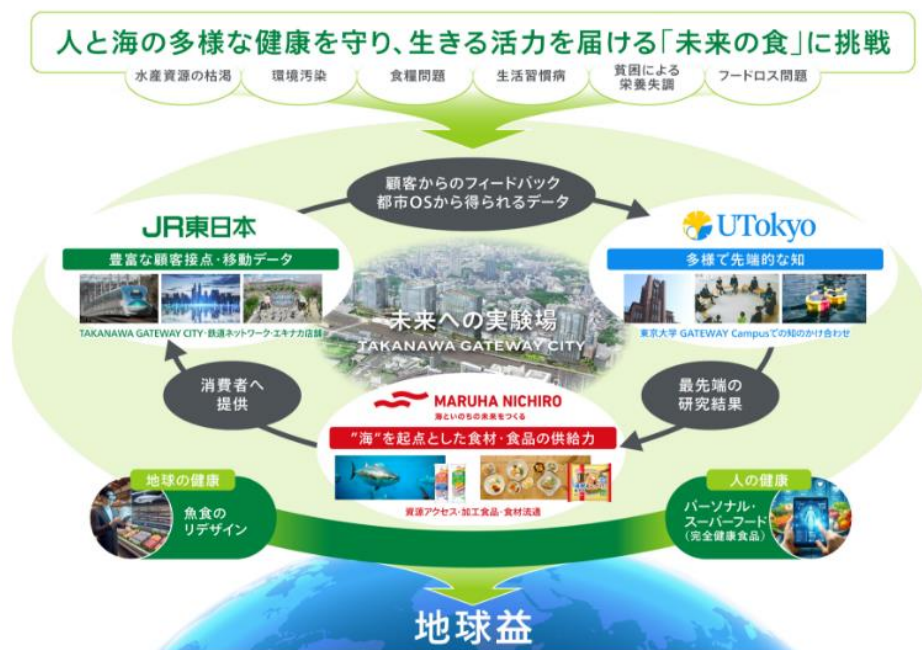 人と海の多様な健康を守り、生きる活力を届ける「未来の食」に挑戦
水産資源の枯渇
環境汚染
食糧問題
生活習慣病
貧困による
栄養失調
フードロス問題
顧客からのフィードバック
都市OSから得られるデータ
JR東日本
豊富な顧客接点・移動データ
TAKANAWA GATEWAY CITY・鉄道ネットワーク・エキナカ店舗
UTokyo
多様で先端的な知
東京大学 GATEWAY Campusでの知のかけ合わせ
未来への実験場
TAKANAWA GATEWAY CITY
消費者へ
提供
最先端の
研究結果
MARUHA NICHIRO
海といのちの未来をつくる
"海"を起点とした食材・食品の供給力
資源アクセス・加工食品・食材流通
地球の健康
魚食の
リデザイン
人の健康
パーソナル・
スーパーフード
(完全健康食品)
地球益